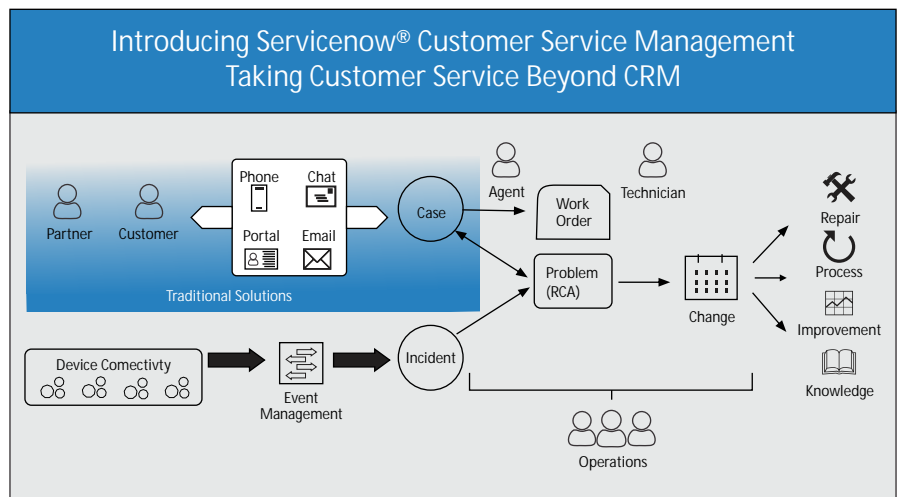 Introducing Servicenow® Customer Service Management
Taking Customer Service Beyond CRM
Partner
Customer
Phone
Chat
Portal
Email
Traditional Solutions
Case
Agent
Technician
Work
Order
Problem
(RCA)
Change
Repair
Process
Improvement
Knowledge
Device Comectivty
Event
Management
Incident
Operations